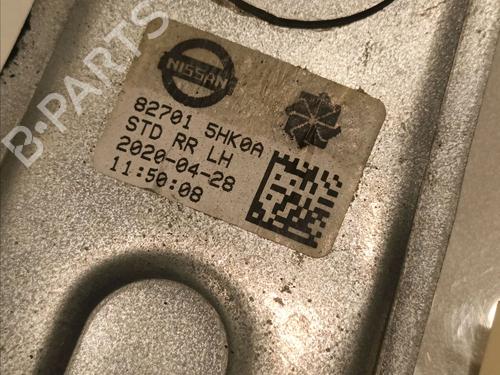 B-PARTS
NISSAN
82701 5HK0A
STD RR LH
2020-04-28
11:50:08